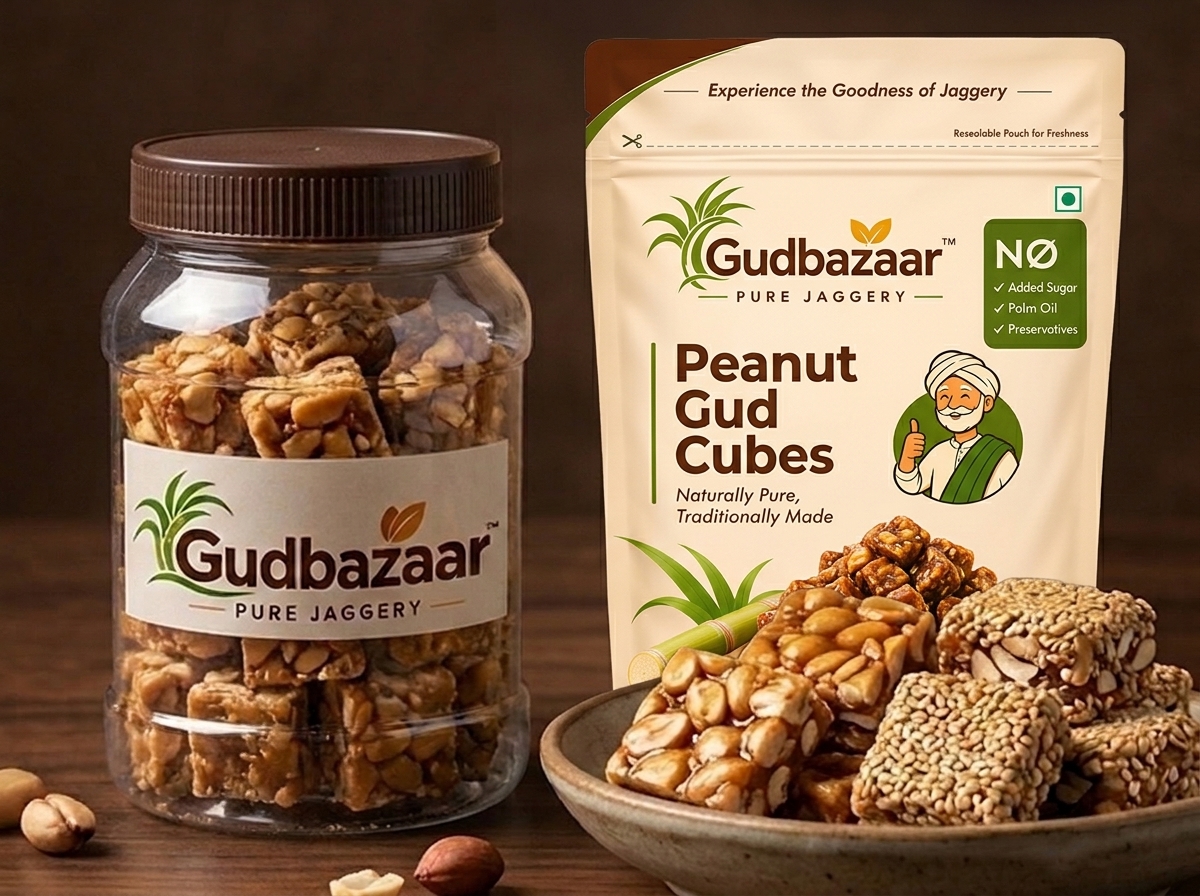 Gudbazaar™
PURE JAGGERY
Experience the Goodness of Jaggery
Reseolable Pouch for Freshness
Gudbazaar™
PURE JAGGERY
NØ
✓ Added Sugar
✓ Polm Oil
✓ Preservotives
Peanut
Gud
Cubes
Naturally Pure,
Traditionally Made